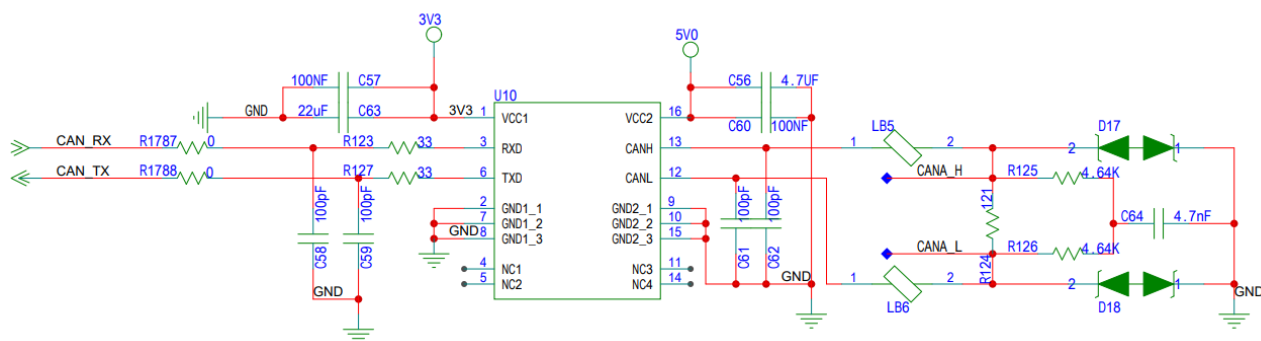 3V3
5V0
100NF C57
C56 4.7UF
U10
GND 22uF C63 3V3 1 VCC1
VCC2 16
C60 100NF
CAN_RX R1787 0 R123 33 3 RXD
CANH 13
1 LB5 2
D17
2 1
CAN_TX R1788 0 R127 33 6 TXD
CANL 12
CANA_H R125 4.64K
100pF 100pF
2 GND1_1
7 GND1_2
GND 8 GND1_3
GND2_1 9
GND2_2 10
GND2_3 15
100pF 100pF
121
C64 4.7nF
C58 C59
C61 C62
CANA_L R126 4.64K
R124
4 NC1
5 NC2
NC3 11
NC4 14
GND
GND
1 LB6 2
2 D18 1
GND